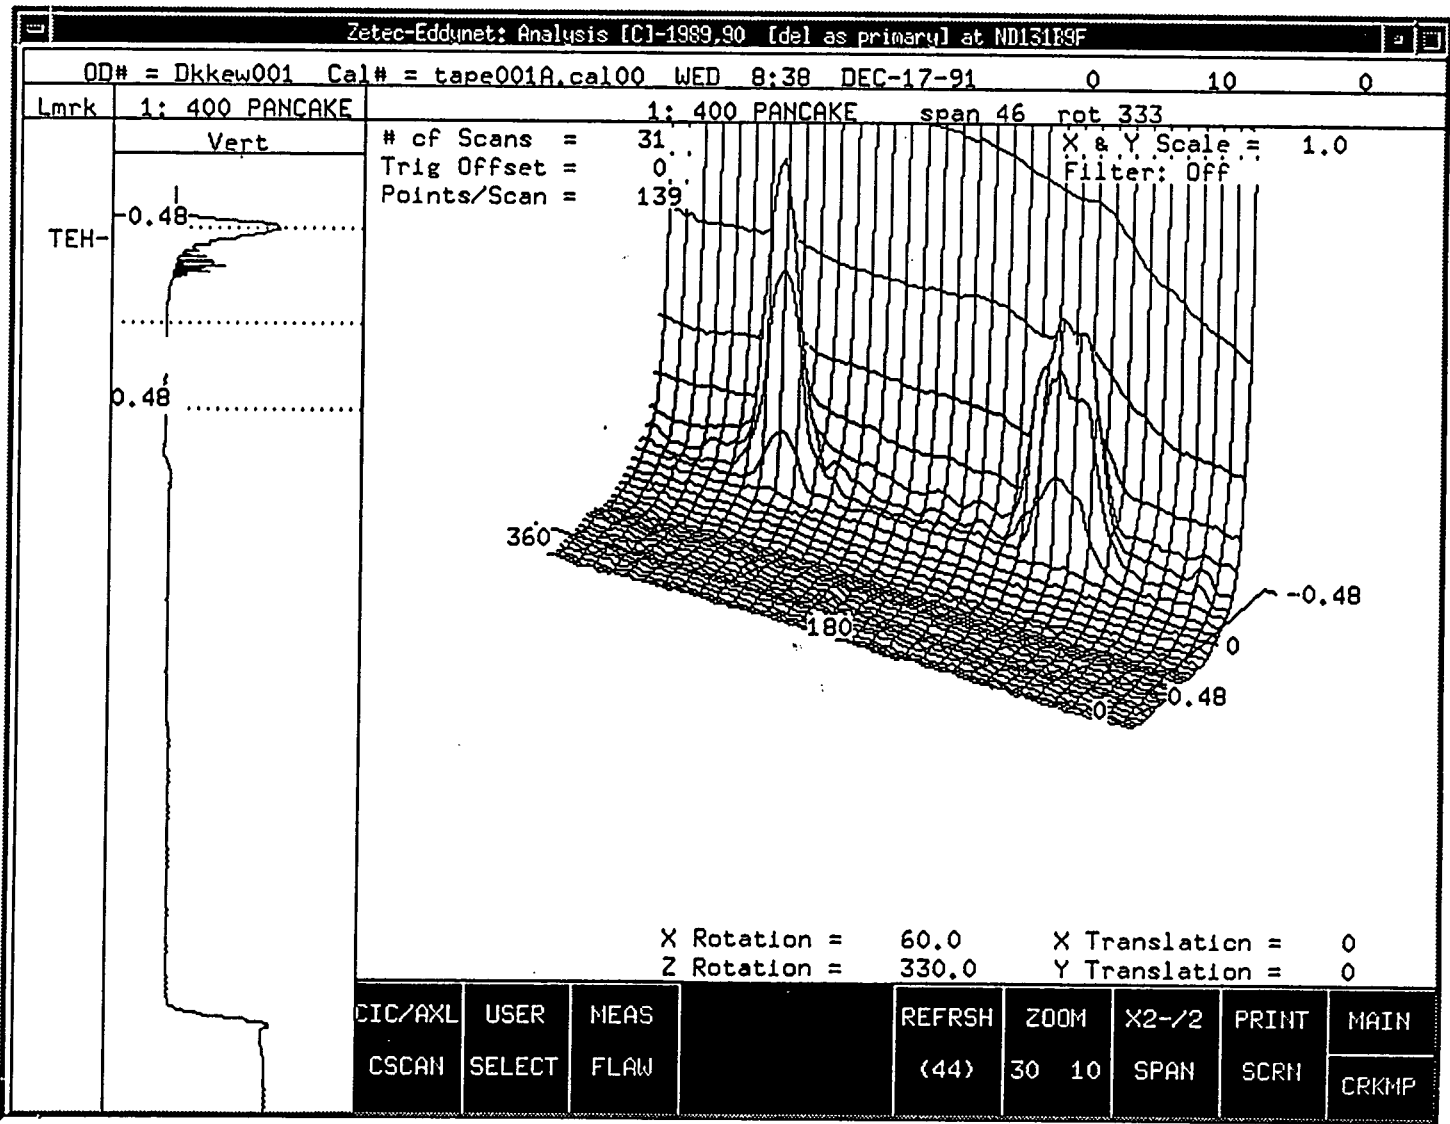 Zetec-Eddynet: Analysis [C]-1989,90 [del as primary] at ND131B9F
OD# = Dkkew001 Cal# = tape001A.cal00 WED 8:38 DEC-17-91 0 10 0
Lmrk 1: 400 PANCAKE 1: 400 PANCAKE span 46 rot 333
Vert
# of Scans = 31
Trig Offset = 0
Points/Scan = 139
X & Y Scale = 1.0
Filter: Off
-0.48
TEH-
0.48
360
180
0
-0.48
0
0.48
X Rotation = 60.0 X Translation = 0
Z Rotation = 330.0 Y Translation = 0
CIC/AXL USER MEAS REFRSH ZOOM X2-/2 PRINT MAIN
CSCAN SELECT FLAW (44) 30 10 SPAN SCRN CRKMP